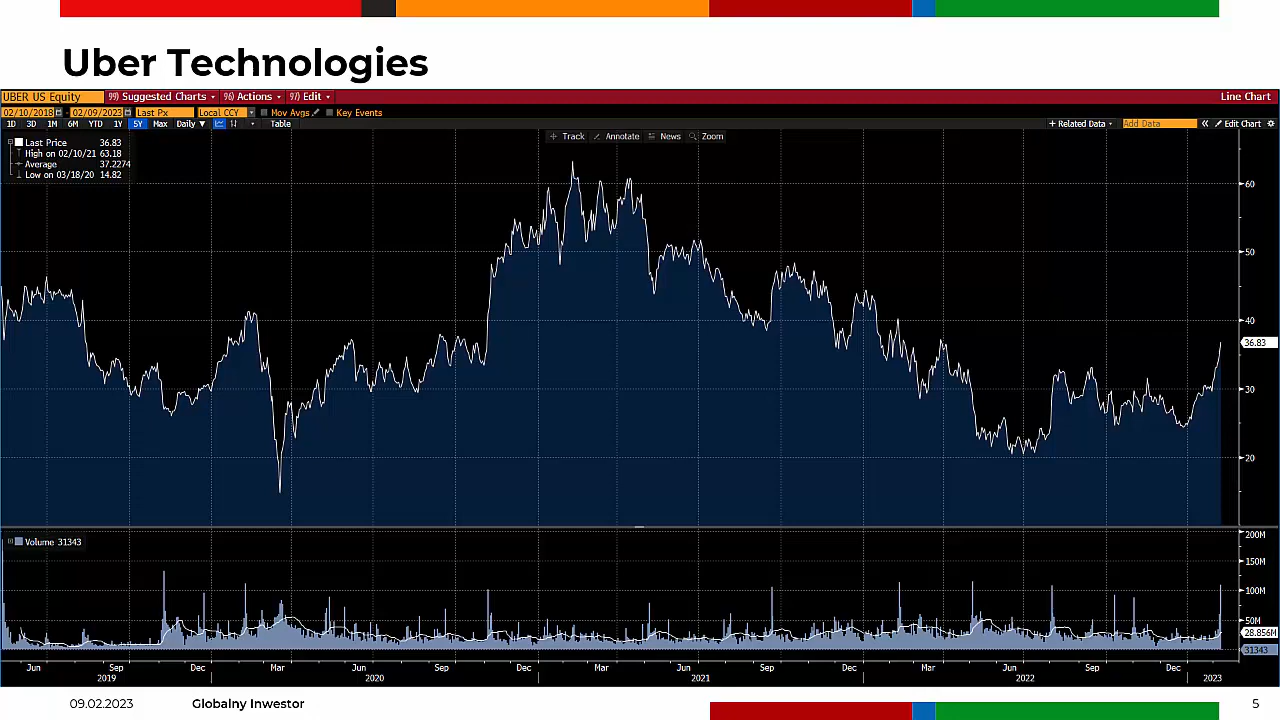 Uber Technologies
UBER US Equity 99) Suggested Charts 96) Actions 97) Edit Line Chart
02/10/2018 - 02/09/2023 Last Px Local CCY Mov Avgs Key Events
1D 3D 1M 6M YTD 1Y 5Y Max Daily ▼ Table + Related Data Add Data « Edit Chart
Track Annotate News Zoom
Last Price 36.83
High on 02/10/21 63.18
Average 37.2274
Low on 03/18/20 14.82
60
50
40
36.83
30
20
Volume 31343
200M
150M
100M
50M
28.856M
31343
Jun Sep Dec Mar Jun Sep Dec Mar Jun Sep Dec Mar Jun Sep Dec
2019 2020 2021 2022 2023
09.02.2023 Globalny Investor 5